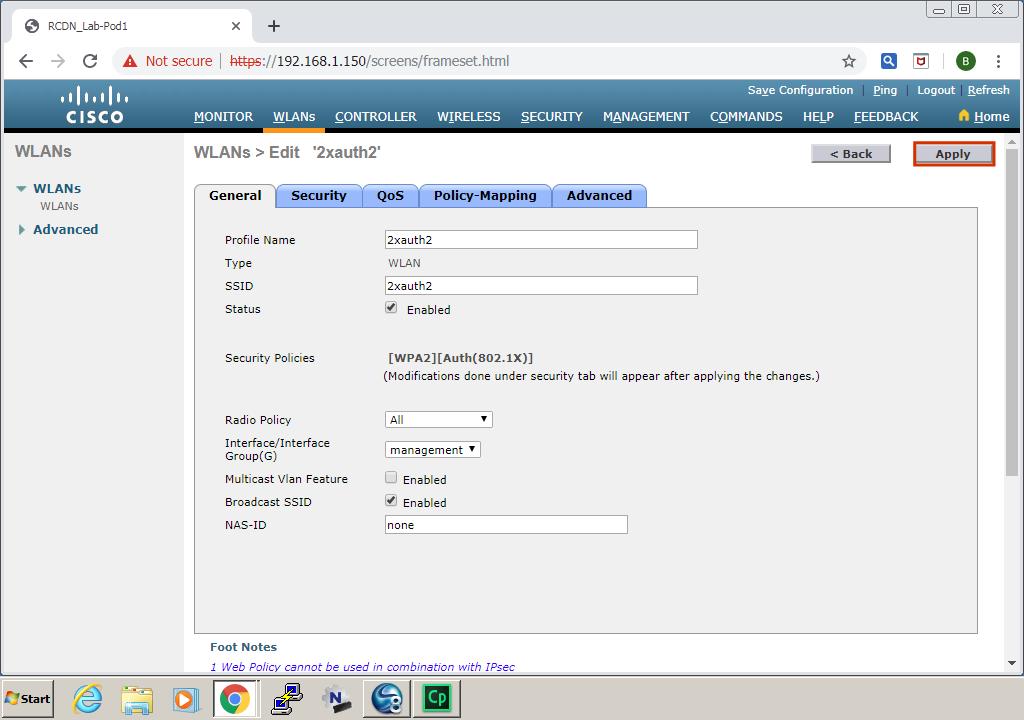 RCDN_Lab-Pod1
Not secure https://192.168.1.150/screens/frameset.html
B
Save Configuration Ping Logout Refresh
CISCO
MONITOR WLANs CONTROLLER WIRELESS SECURITY MANAGEMENT COMMANDS HELP FEEDBACK Home
WLANs
WLANs
WLANs
Advanced
WLANs > Edit '2xauth2'
< Back
Apply
General Security QoS Policy-Mapping Advanced
Profile Name 2xauth2
Type WLAN
SSID 2xauth2
Status Enabled
Security Policies [WPA2][Auth(802.1X)]
(Modifications done under security tab will appear after applying the changes.)
Radio Policy All
Interface/Interface
Group(G) management
Multicast Vlan Feature Enabled
Broadcast SSID Enabled
NAS-ID none
Foot Notes
1 Web Policy cannot be used in combination with IPsec
Start
N
Cp